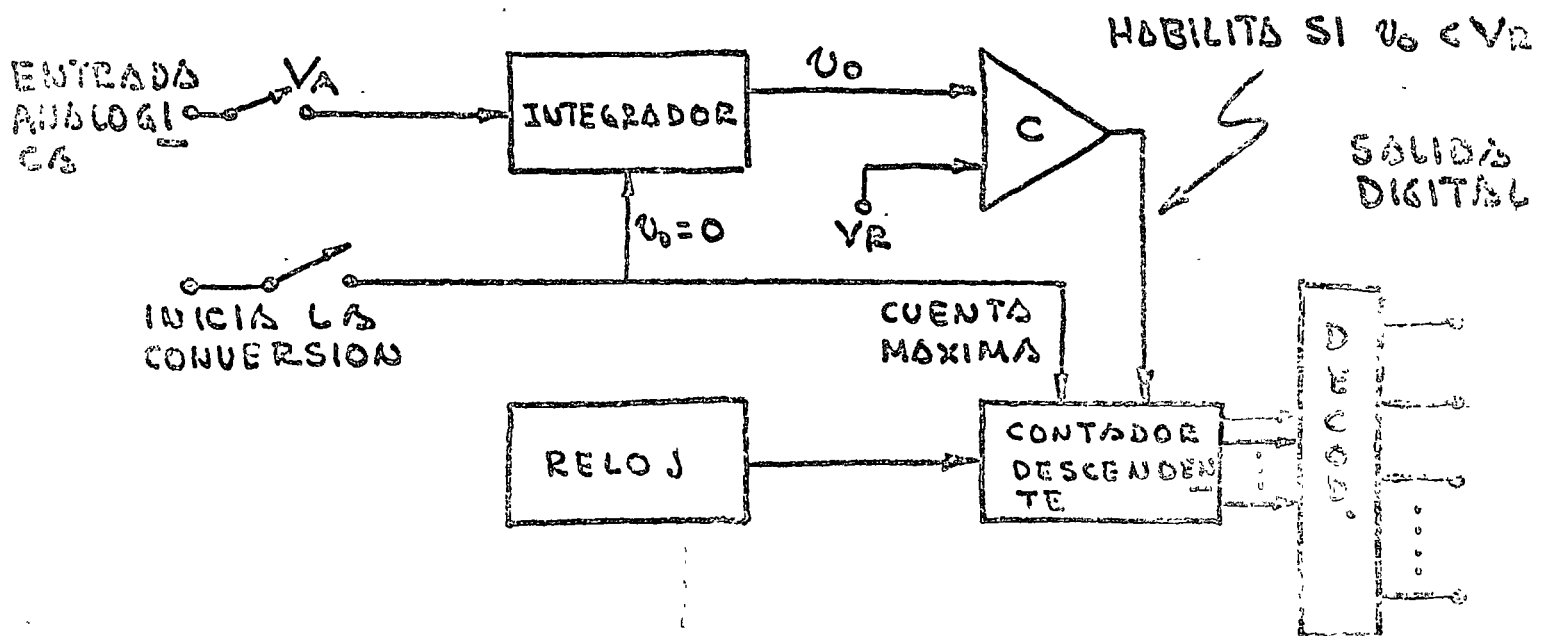 HABILITA SI v₀ < VR
ENTRADA
ANALOGI
CA
VA
INTEGRADOR
v₀
C
SALIDA
DIGITAL
v₀=0
VR
INICIA LA
CONVERSION
CUENTA
MAXIMA
RELOJ
CONTADOR
DESCENDEN
TE
DECOD.